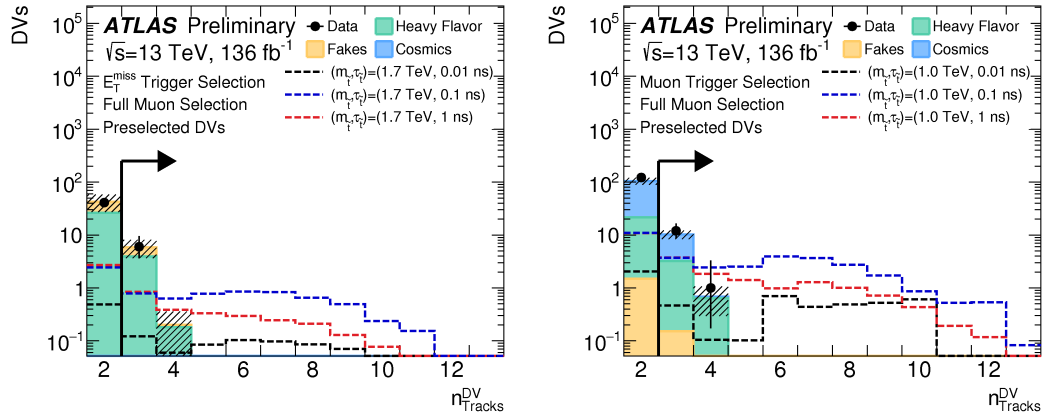 DVs
ATLAS Preliminary
√s=13 TeV, 136 fb⁻¹
Data
Heavy Flavor
Fakes
Cosmics
E_T^miss Trigger Selection
Full Muon Selection
Preselected DVs
(m_t̃,τ_t̃)=(1.7 TeV, 0.01 ns)
(m_t̃,τ_t̃)=(1.7 TeV, 0.1 ns)
(m_t̃,τ_t̃)=(1.7 TeV, 1 ns)
10⁵
10⁴
10³
10²
10
1
10⁻¹
2 4 6 8 10 12
n_Tracks^DV
DVs
ATLAS Preliminary
√s=13 TeV, 136 fb⁻¹
Data
Heavy Flavor
Fakes
Cosmics
Muon Trigger Selection
Full Muon Selection
Preselected DVs
(m_t̃,τ_t̃)=(1.0 TeV, 0.01 ns)
(m_t̃,τ_t̃)=(1.0 TeV, 0.1 ns)
(m_t̃,τ_t̃)=(1.0 TeV, 1 ns)
10⁵
10⁴
10³
10²
10
1
10⁻¹
2 4 6 8 10 12
n_Tracks^DV